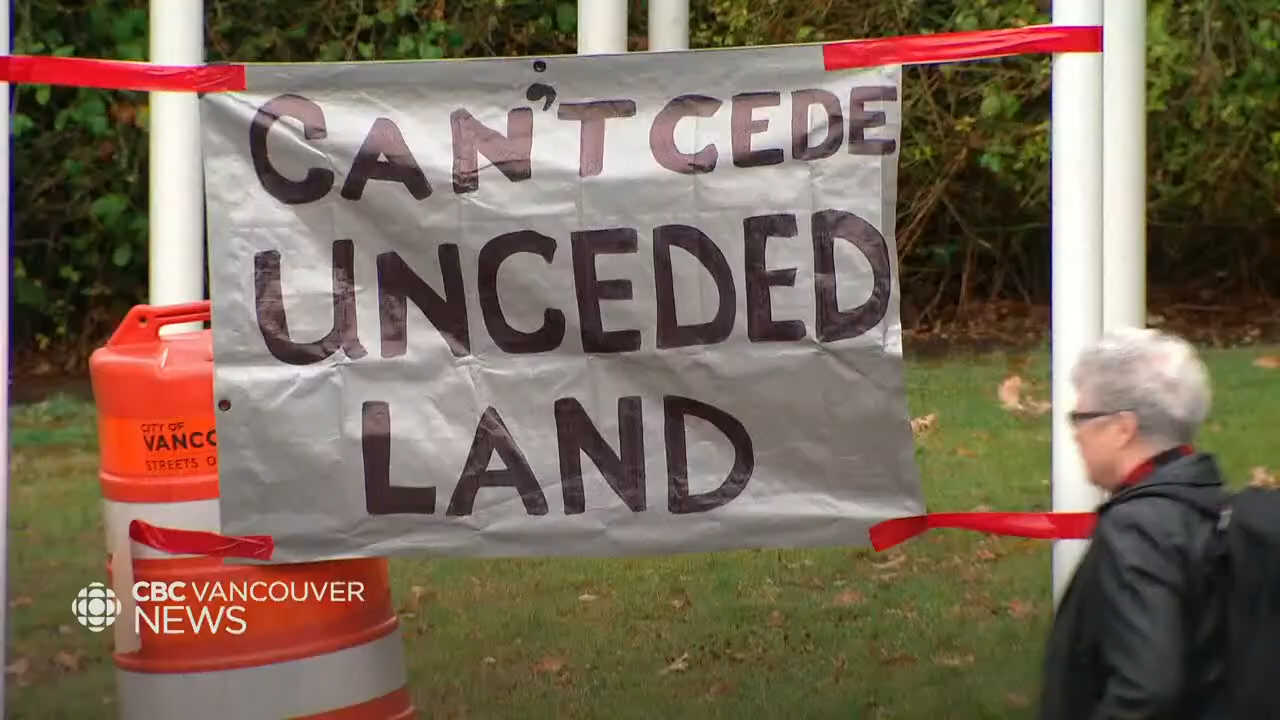 CAN'T CEDE
UNCEDED
LAND
CITY OF
VANCO
STREETS O
CBC VANCOUVER
NEWS